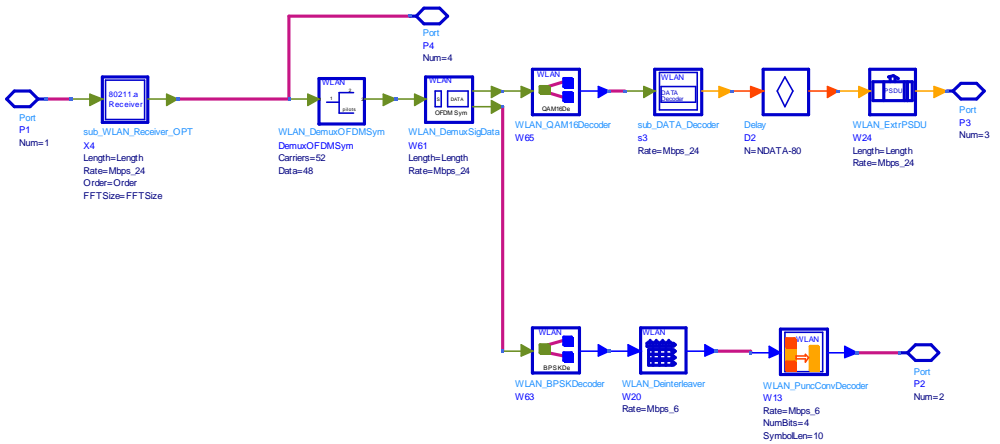 Port
P4
Num=4
80211.a
Receiver
Port
P1
Num=1
sub_WLAN_Receiver_OPT
X4
Length=Length
Rate=Mbps_24
Order=Order
FFTSize=FFTSize
WLAN
pilots
WLAN_DemuxOFDMSym
DemuxOFDMSym
Carriers=52
Data=48
WLAN
S
DATA
OFDM Sym
WLAN_DemuxSigData
W61
Length=Length
Rate=Mbps_24
WLAN
QAM16De
WLAN_QAM16Decoder
W65
WLAN
DATA
Decoder
sub_DATA_Decoder
s3
Rate=Mbps_24
Delay
D2
N=NDATA-80
PSDU
WLAN_ExtrPSDU
W24
Length=Length
Rate=Mbps_24
Port
P3
Num=3
WLAN
BPSKDe
WLAN_BPSKDecoder
W63
WLAN
WLAN_Deinterleaver
W20
Rate=Mbps_6
WLAN
WLAN_PuncConvDecoder
W13
Rate=Mbps_6
NumBits=4
SymbolLen=10
Port
P2
Num=2